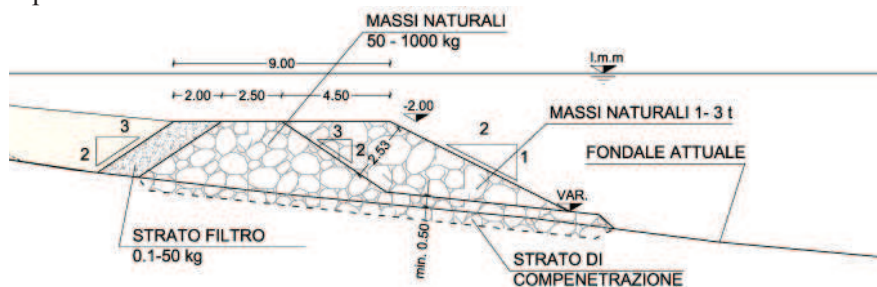 MASSI NATURALI
50 - 1000 kg
9.00
l.m.m
2.00
2.50
4.50
-2.00
MASSI NATURALI 1- 3 t
3
2
3
2
2.53
2
1
FONDALE ATTUALE
VAR.
STRATO FILTRO
0.1-50 kg
min. 0.50
STRATO DI
COMPENETRAZIONE